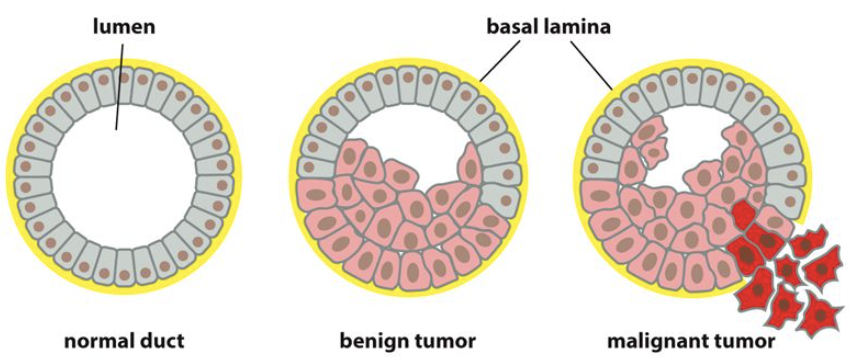 lumen
basal lamina
normal duct
benign tumor
malignant tumor